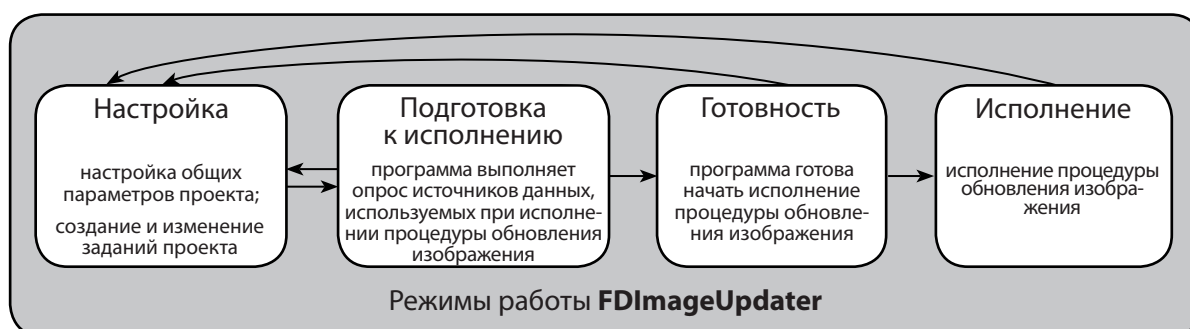 Настройка
настройка общих
параметров проекта;
создание и изменение
заданий проекта
Подготовка
к исполнению
программа выполняет
опрос источников данных,
используемых при исполне-
нии процедуры обновления
изображения
Готовность
программа готова
начать исполнение
процедуры обновле-
ния изображения
Исполнение
исполнение процедуры
обновления изобра-
жения
Режимы работы FDImageUpdater